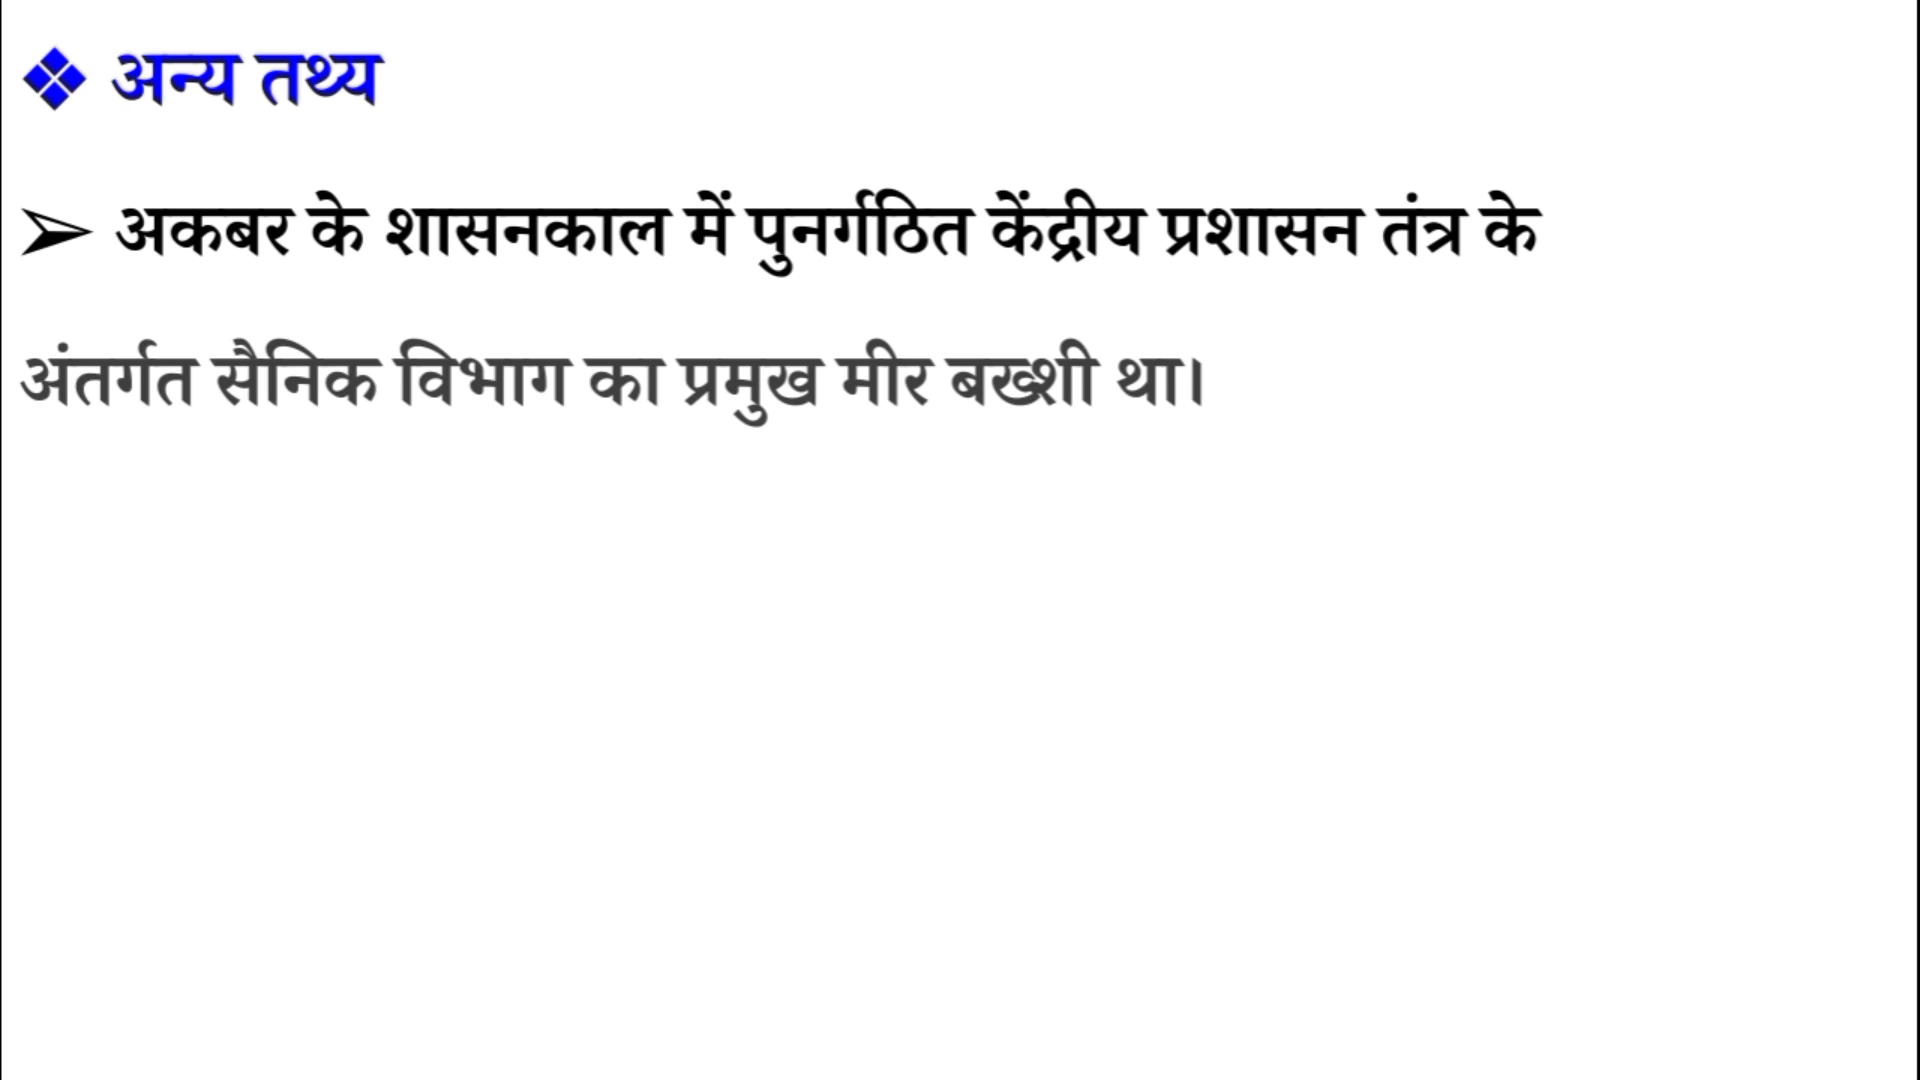 ❖ अन्य तथ्य
➢ अकबर के शासनकाल में पुनर्गठित केंद्रीय प्रशासन तंत्र के
अंतर्गत सैनिक विभाग का प्रमुख मीर बख्शी था।